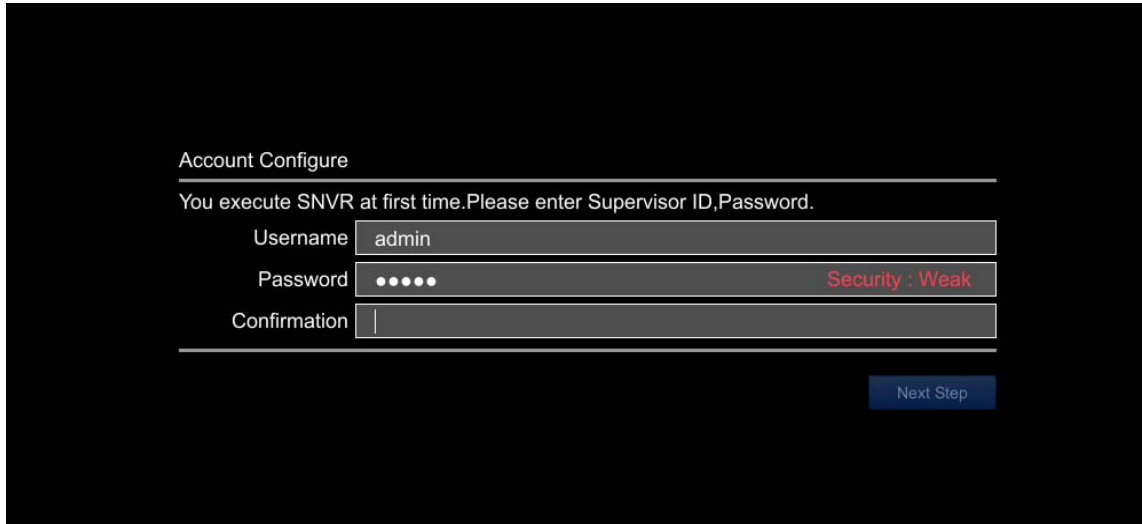 Account Configure
You execute SNVR at first time.Please enter Supervisor ID,Password.
Username admin
Password ●●●●● Security : Weak
Confirmation
Next Step